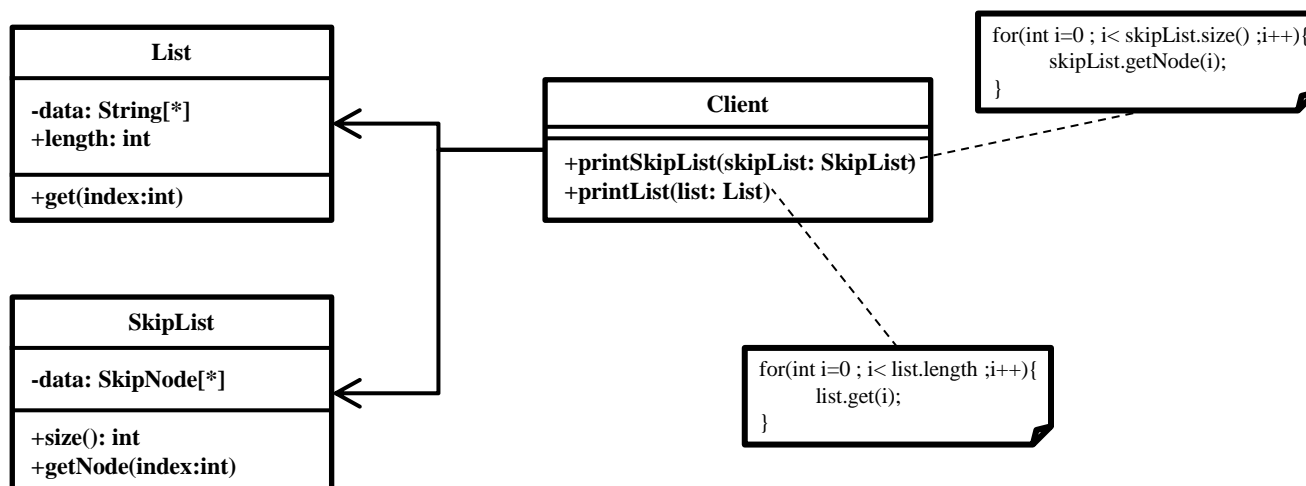 List
-data: String[*]
+length: int
+get(index:int)
SkipList
-data: SkipNode[*]
+size(): int
+getNode(index:int)
Client
+printSkipList(skipList: SkipList)
+printList(list: List)
for(int i=0 ; i< skipList.size() ;i++){
skipList.getNode(i);
}
for(int i=0 ; i< list.length ;i++){
list.get(i);
}